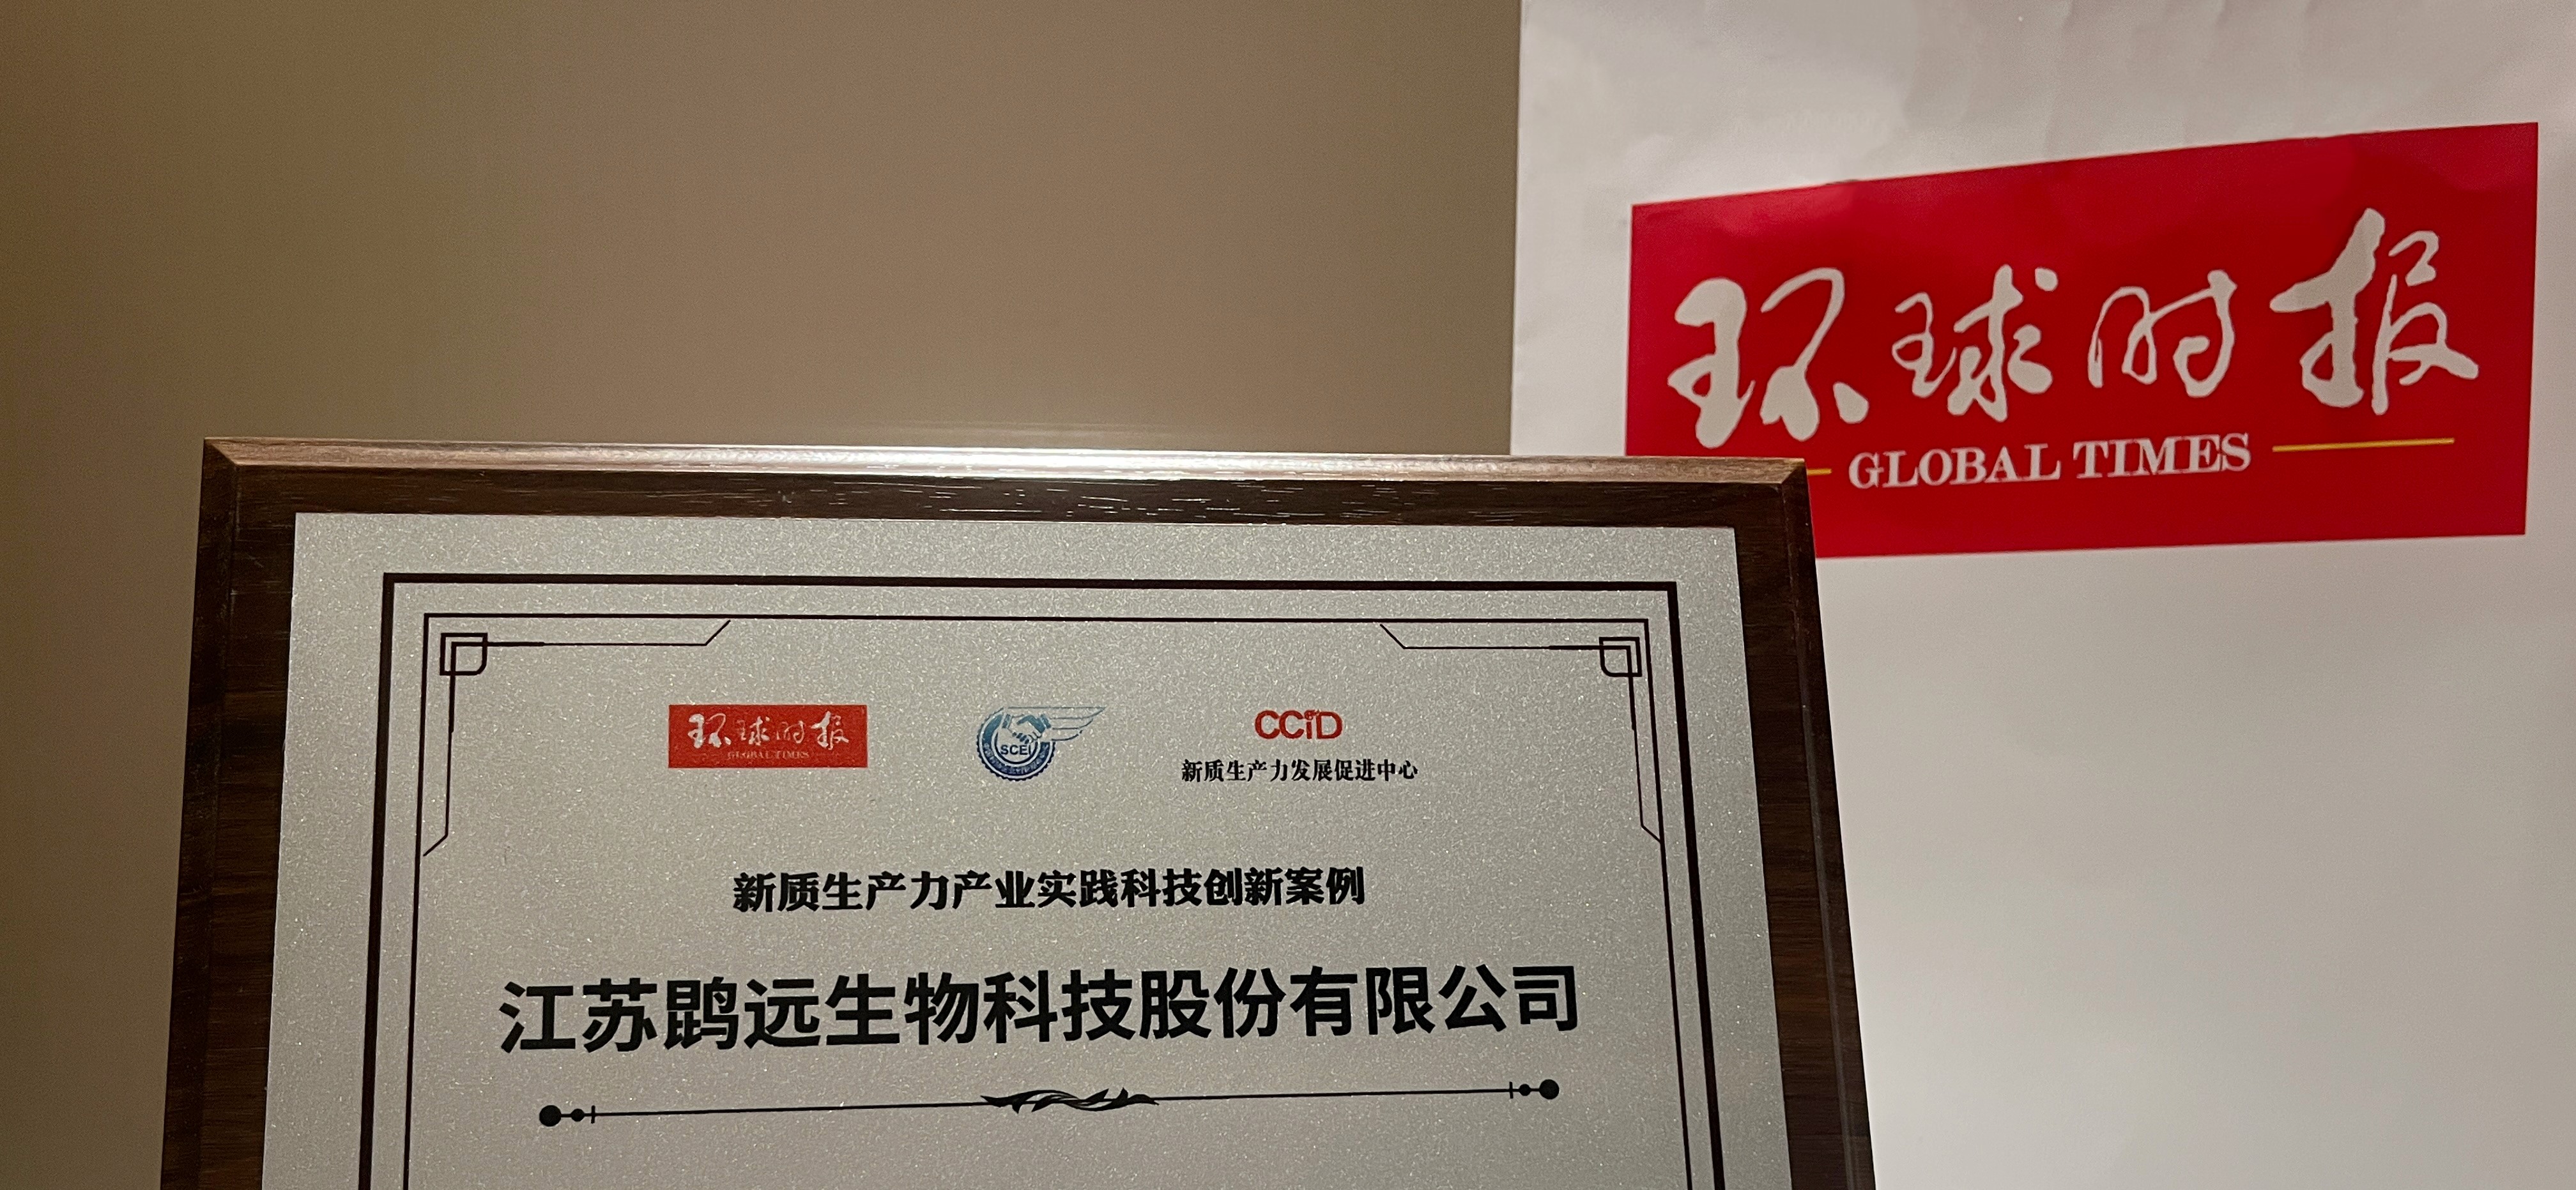 环球时报
GLOBAL TIMES
环球时报
GLOBAL TIMES
SCEI
CCID
新质生产力发展促进中心
新质生产力产业实践科技创新案例
江苏鹍远生物科技股份有限公司